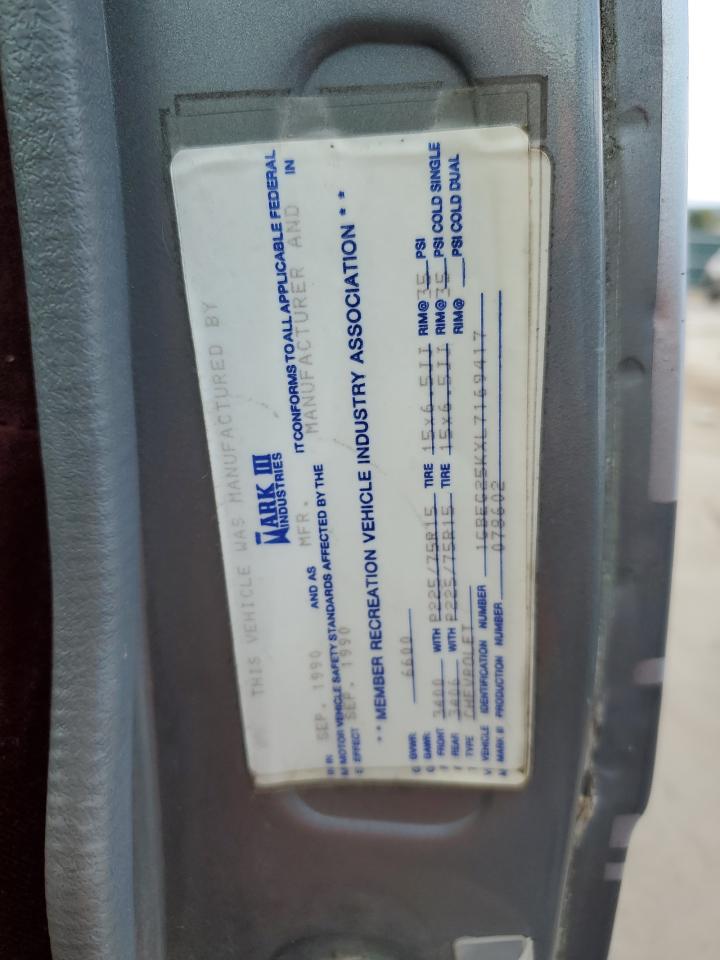 THIS VEHICLE WAS MANUFACTURED BY
MARK III
INDUSTRIES
IN SEP. 1990 AND AS MFR. IT CONFORMS TO ALL APPLICABLE FEDERAL
MOTOR VEHICLE SAFETY STANDARDS AFFECTED BY THE MANUFACTURER AND IN
EFFECT SEP. 1990
** MEMBER RECREATION VEHICLE INDUSTRY ASSOCIATION **
GVWR 6600
GAWR
FRONT 3400 WITH P225/75R15 TIRE 15x6.5JJ RIM@ 35 PSI
REAR 3406 WITH P225/75R15 TIRE 15x6.5JJ RIM@ 35 PSI COLD SINGLE
TYPE CHEVROLET RIM@ PSI COLD DUAL
VEHICLE IDENTIFICATION NUMBER 1GBEG25KXL7169417
MARK III PRODUCTION NUMBER 078602